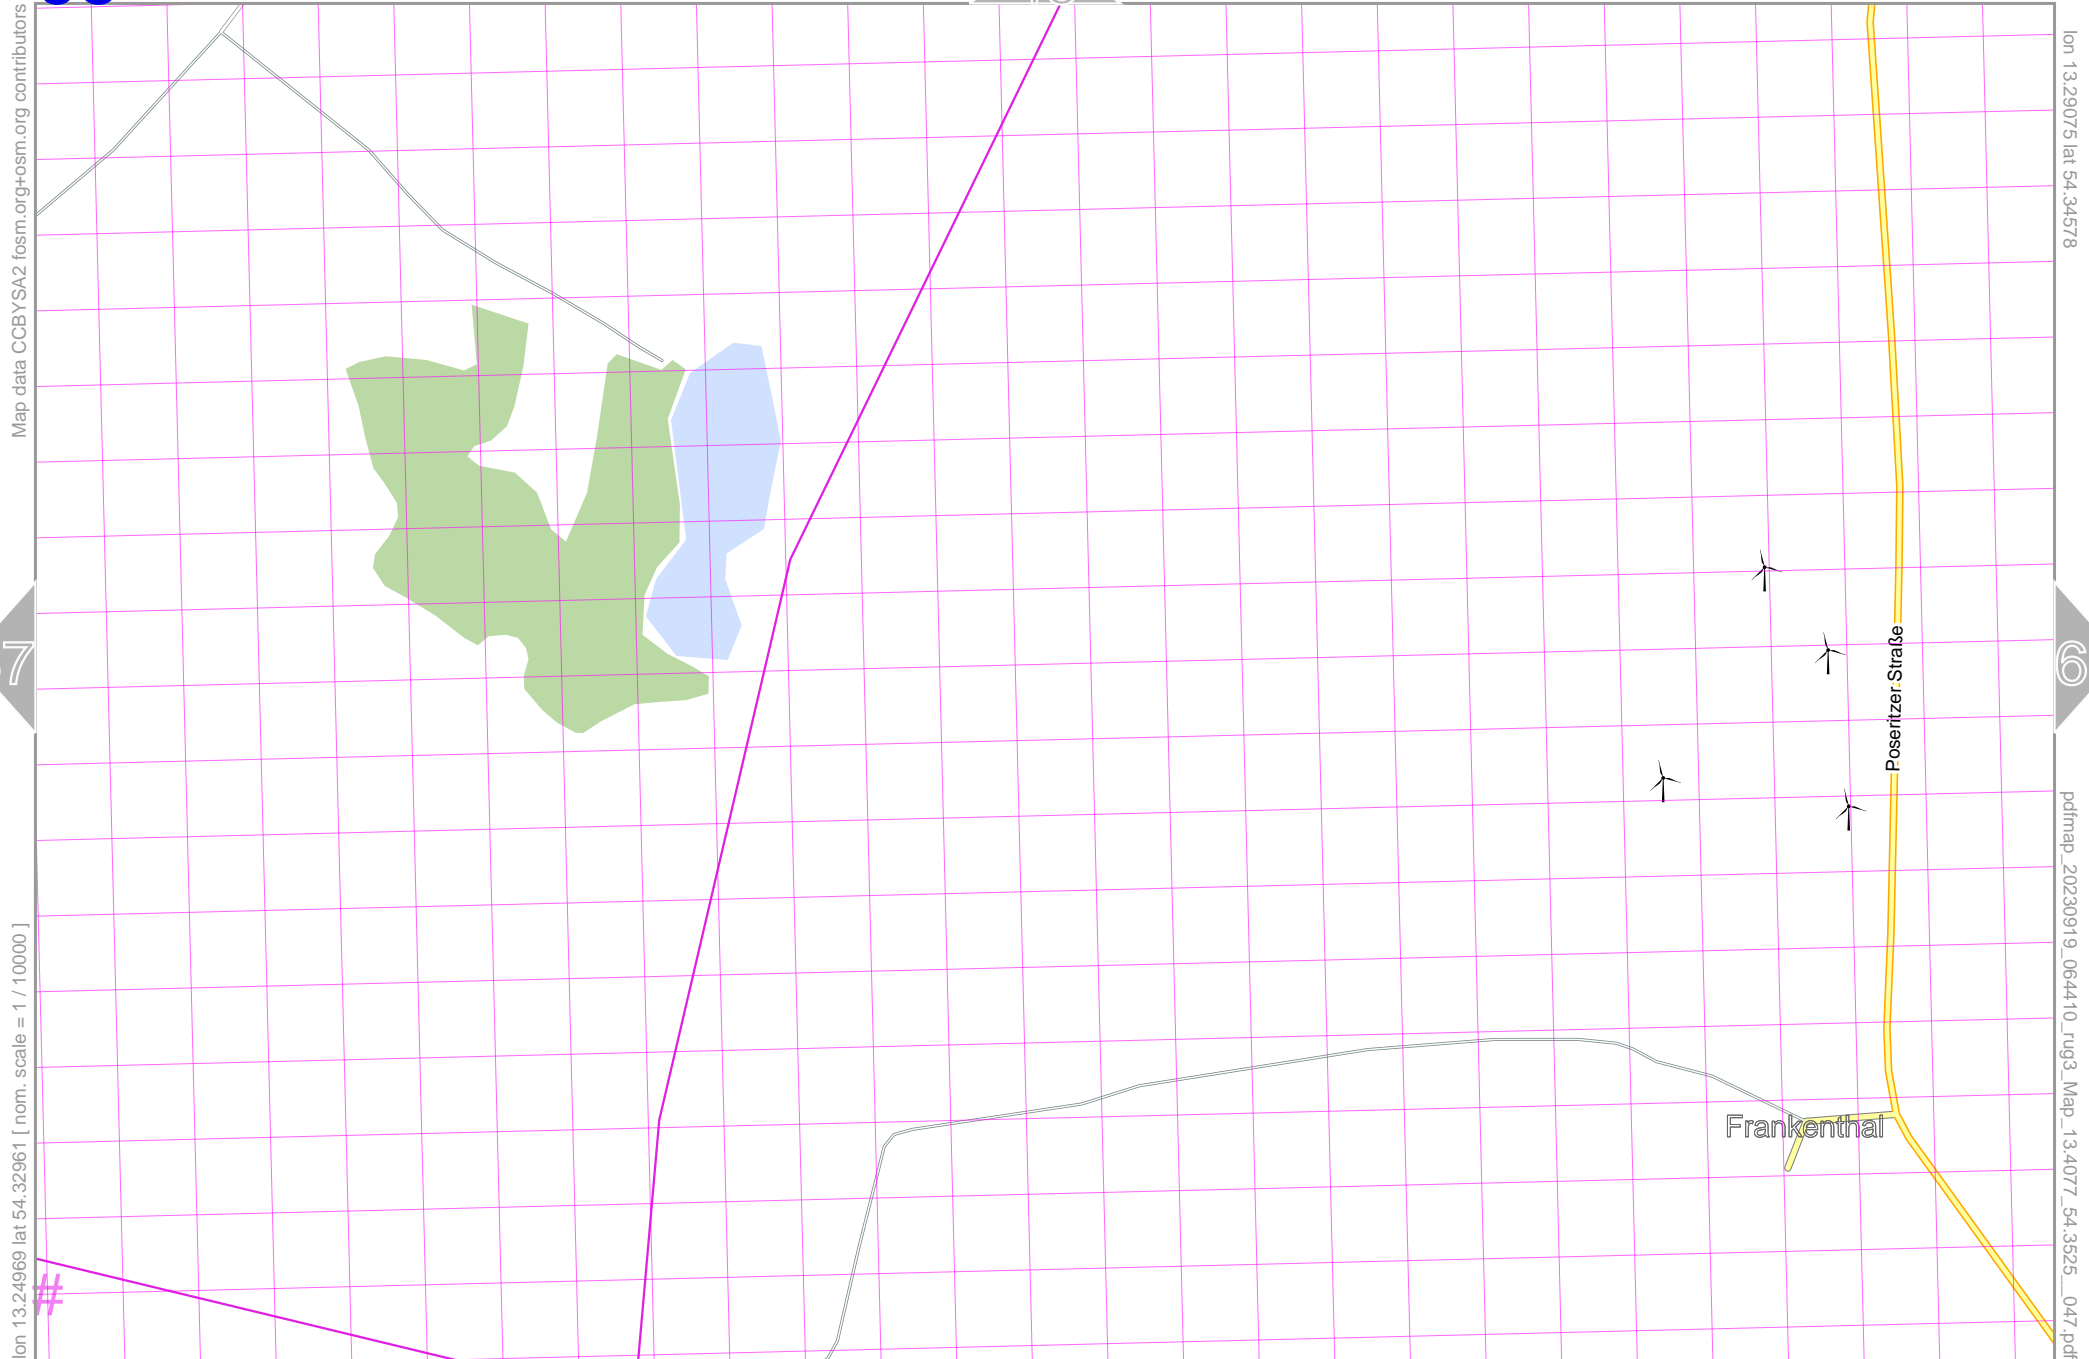 Map data CCBYSA2 fosm.org+osm.org contributors
lon 13.24969 lat 54.32961 [ nom. scale = 1 / 10000 ]
lon 13.29075 lat 54.34578
pdfmap_20230919_064410_rug3_Map_13.4077_54.3525__047.pdf
7
6
Poseritzer Straße
Frankenthal
#